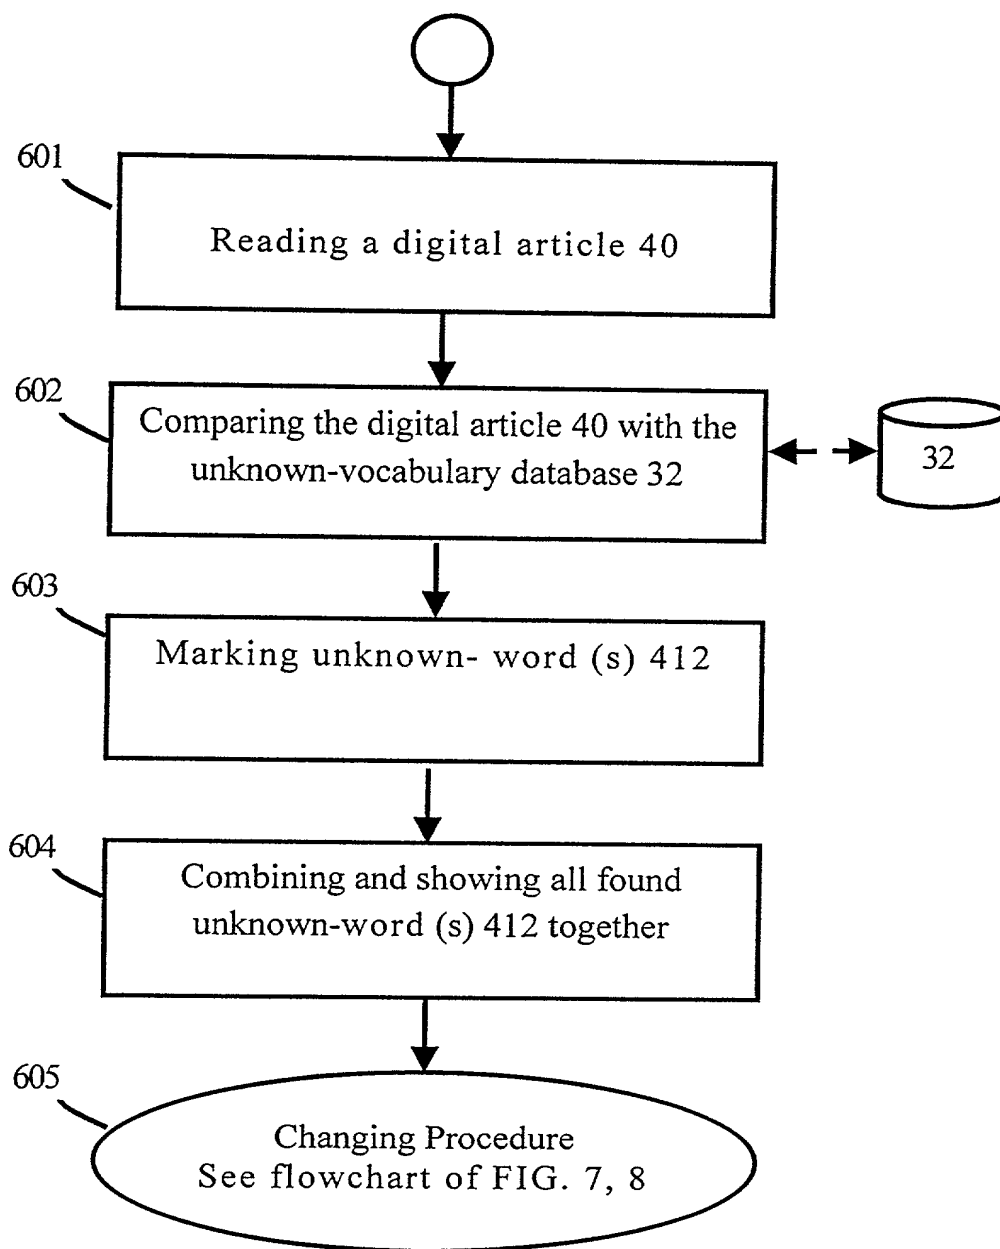 601
Reading a digital article 40
602
Comparing the digital article 40 with the
unknown-vocabulary database 32
32
603
Marking unknown- word (s) 412
604
Combining and showing all found
unknown-word (s) 412 together
605
Changing Procedure
See flowchart of FIG. 7, 8